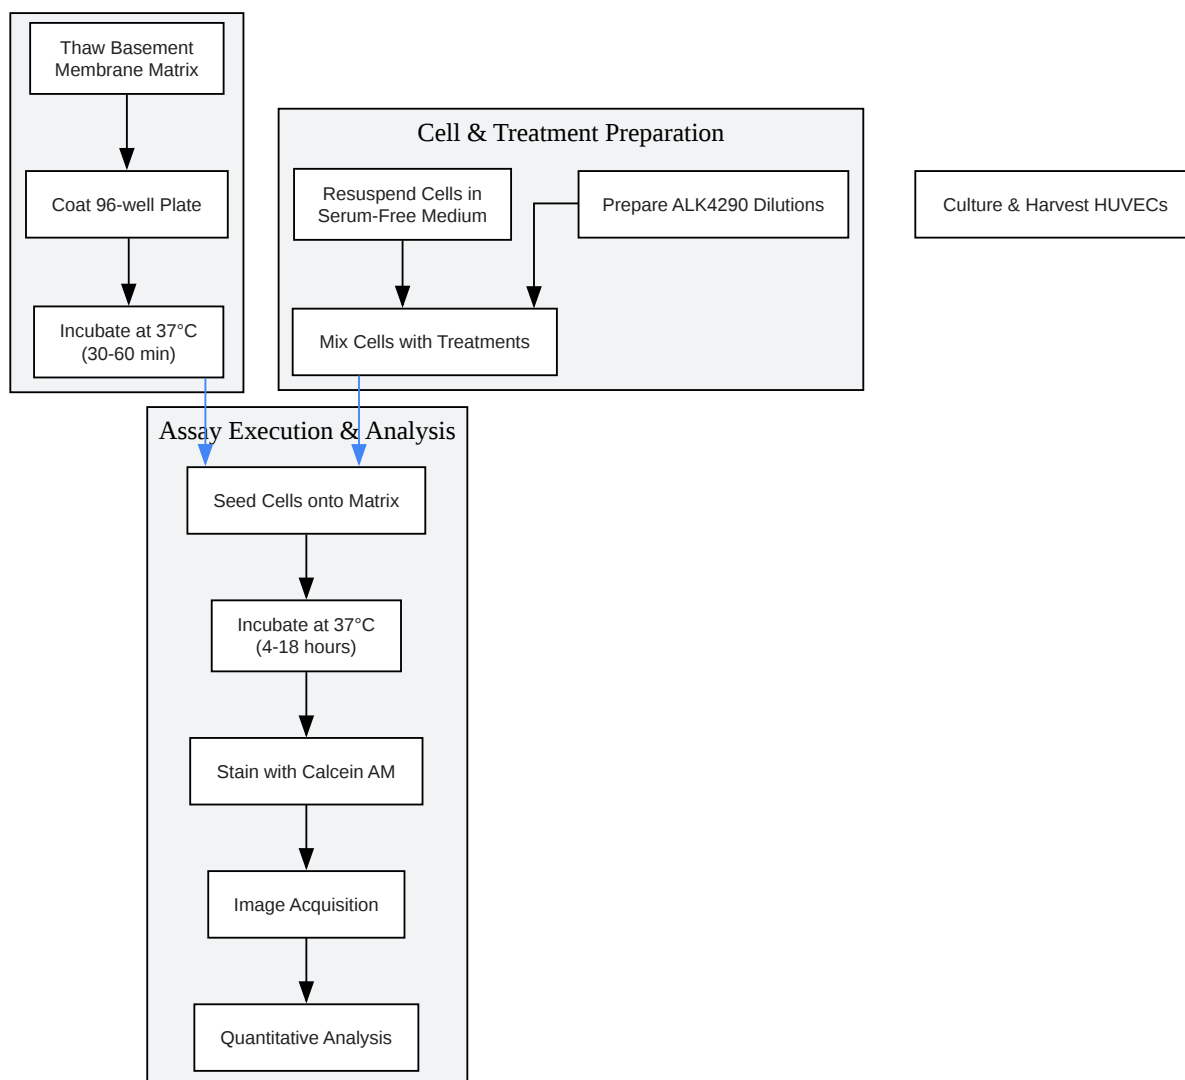 Thaw Basement
Membrane Matrix
Coat 96-well Plate
Incubate at 37°C
(30-60 min)
Cell & Treatment Preparation
Resuspend Cells in
Serum-Free Medium
Prepare ALK4290 Dilutions
Mix Cells with Treatments
Culture & Harvest HUVECs
Assay Execution & Analysis
Seed Cells onto Matrix
Incubate at 37°C
(4-18 hours)
Stain with Calcein AM
Image Acquisition
Quantitative Analysis